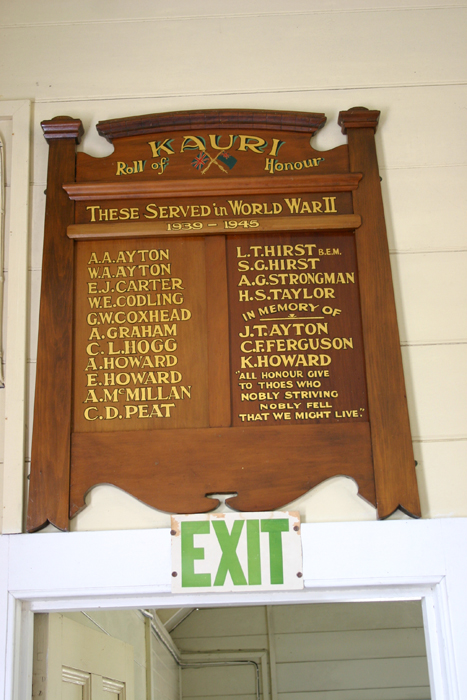 KAURI
Roll of Honour
THESE SERVED in WORLD WAR II
1939 - 1945
A.A.AYTON
W.A.AYTON
E.J.CARTER
W.E.CODLING
G.W.COXHEAD
A.GRAHAM
C.L.HOGG
A.HOWARD
E.HOWARD
A.McMILLAN
C.D.PEAT
L.T.HIRST B.E.M.
S.G.HIRST
A.G.STRONGMAN
H.S.TAYLOR
IN MEMORY OF
J.T.AYTON
C.F.FERGUSON
K.HOWARD
"ALL HONOUR GIVE
TO THOES WHO
NOBLY STRIVING
NOBLY FELL
THAT WE MIGHT LIVE."
EXIT